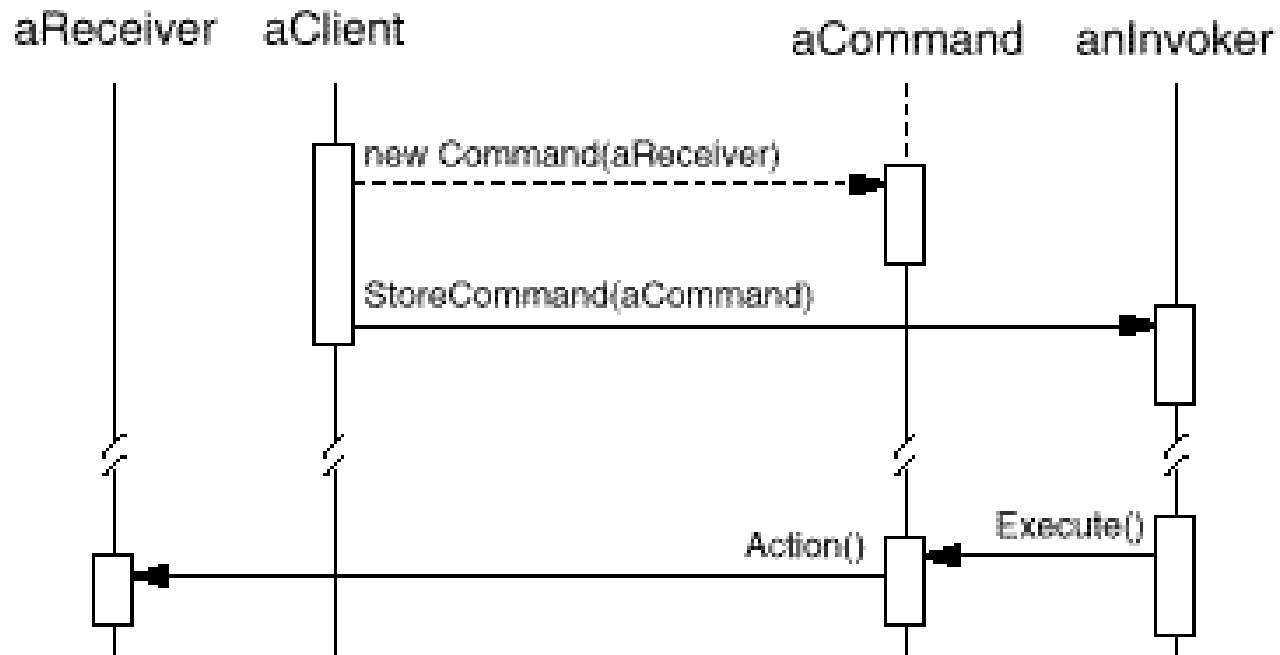 aReceiver
aClient
aCommand
anInvoker
new Command(aReceiver)
StoreCommand(aCommand)
Execute()
Action()